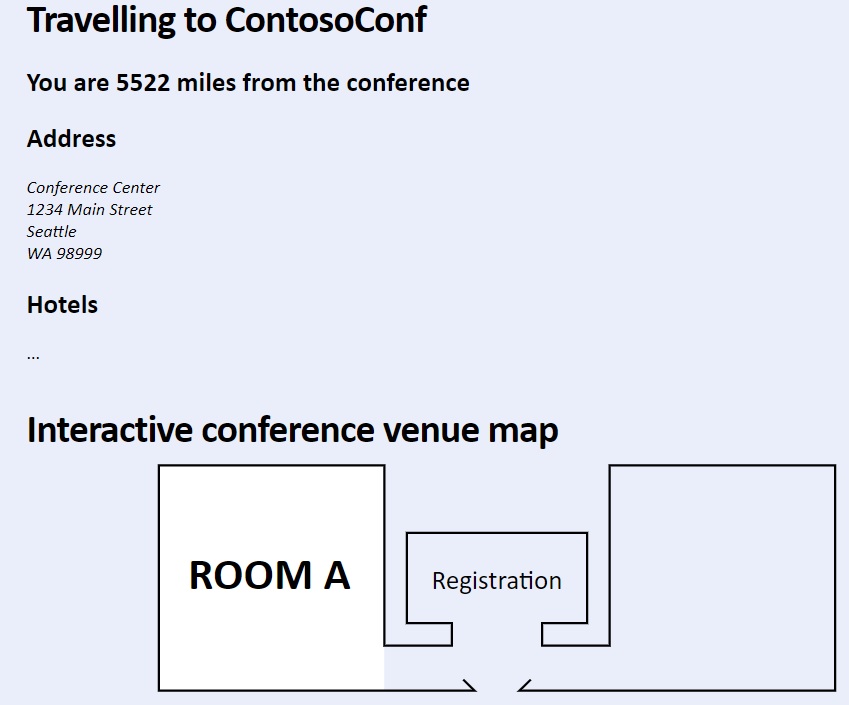 Travelling to ContosoConf
You are 5522 miles from the conference
Address
Conference Center
1234 Main Street
Seattle
WA 98999
Hotels
...
Interactive conference venue map
ROOM A
Registration